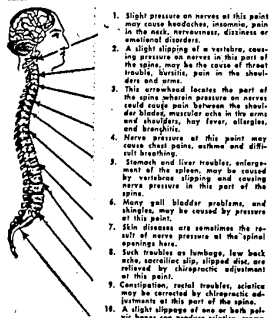 1. Slight pressure on nerves at this point
may cause headaches, insomnia, pain
in the neck, nervousness, dizziness or
emotional disorders.
2. A slight slipping of a vertebra, caus-
ing pressure on nerves in this part of
the spine, may be the cause of throat
trouble, bursitis, pain in the shoul-
ders and arms.
3. This arrowhead locates the part of
the spine wherein pressure on nerves
could cause pain between the shoul-
der blades, muscular ache in the arms
and shoulders, hay fever, allergies,
and bronchitis.
4. Nerve pressure at this point may
cause chest pains, asthma and diffi-
cult breathing.
5. Stomach and liver troubles, enlarge-
ment of the spleen, may be caused
by vertebrae slipping and causing
nerve pressure in this part of the
spine.
6. Many gall bladder problems, and
shingles, may be caused by pressure
at this point.
7. Skin diseases are sometimes the re-
sult of nerve pressure at the spinal
openings here.
8. Such troubles as lumbago, low back
ache, sacroiliac slip, slipped disc, are
relieved by chiropractic adjustment
at this point.
9. Constipation, rectal troubles, sciatica
may be corrected by chiropractic ad-
justments at this part of the spine.
10. A slight slippage of one or both pel-